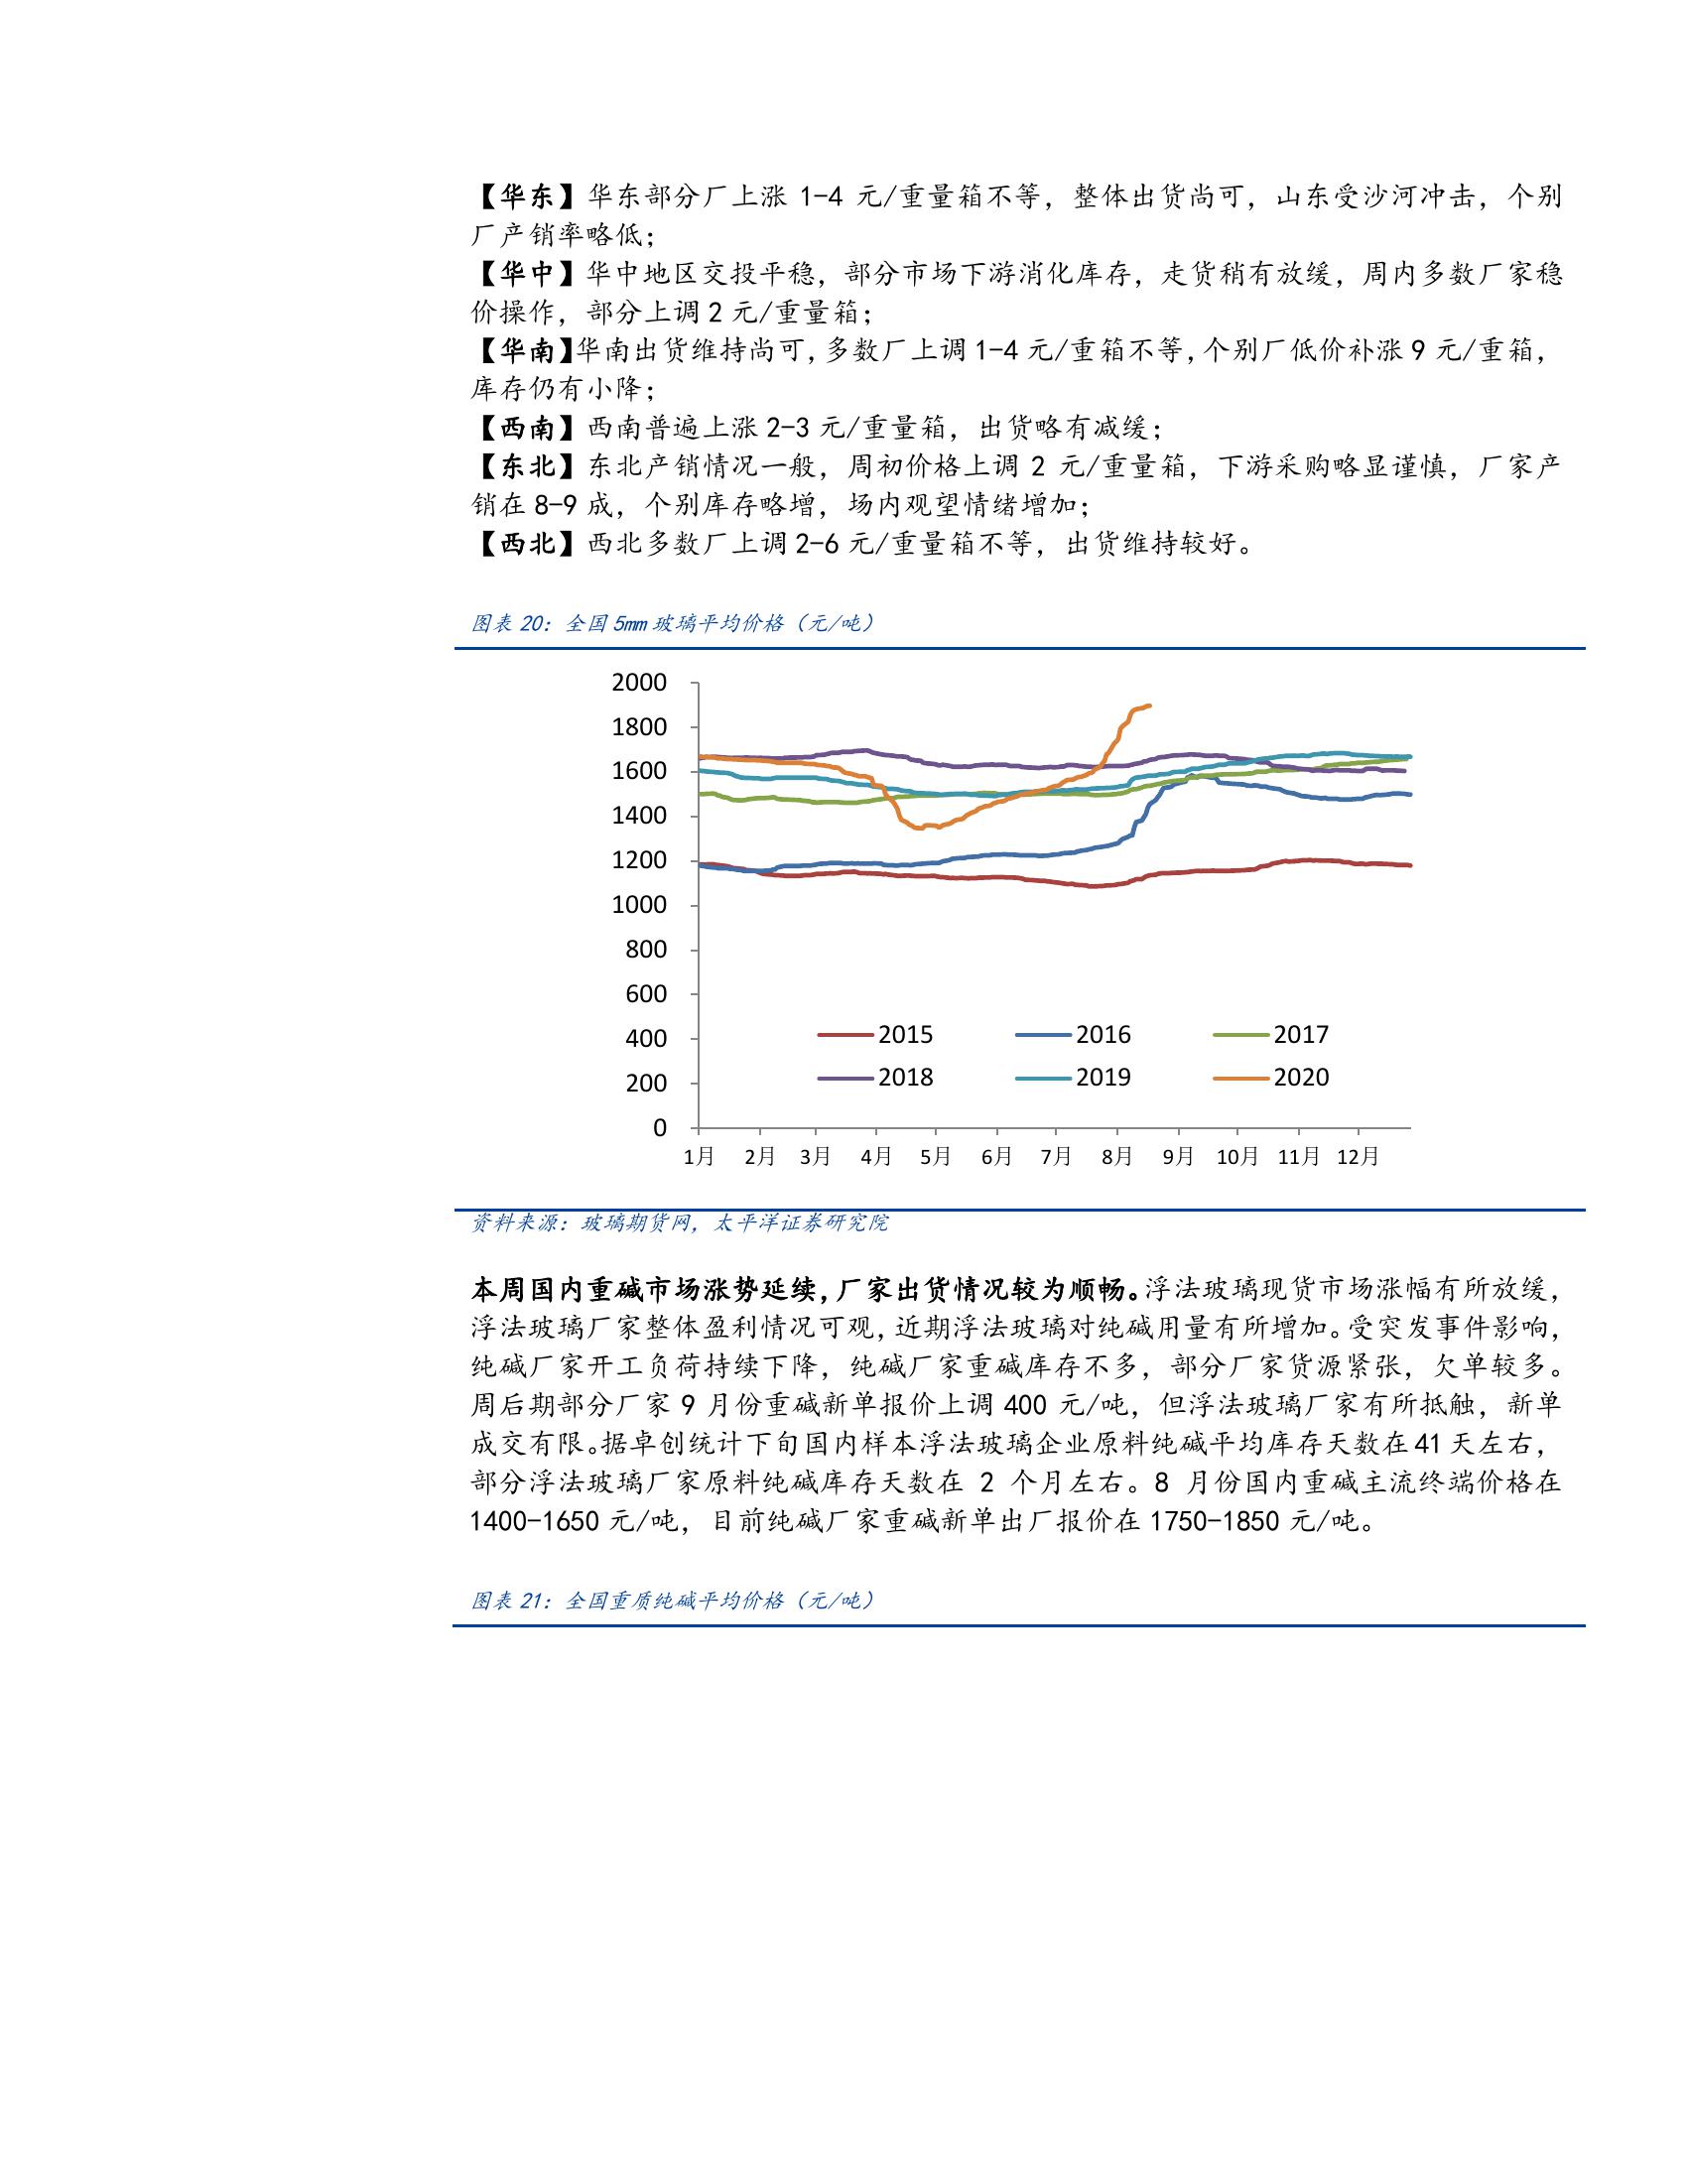 【华东】华东部分厂上涨 1-4 元/重量箱不等，整体出货尚可，山东受沙河冲击，个别
厂产销率略低；
【华中】华中地区交投平稳，部分市场下游消化库存，走货稍有放缓，周内多数厂家稳
价操作，部分上调 2 元/重量箱；
【华南】华南出货维持尚可，多数厂上调 1-4 元/重箱不等，个别厂低价补涨 9 元/重箱，
库存仍有小降；
【西南】西南普遍上涨 2-3 元/重量箱，出货略有减缓；
【东北】东北产销情况一般，周初价格上调 2 元/重量箱，下游采购略显谨慎，厂家产
销在 8-9 成，个别库存略增，场内观望情绪增加；
【西北】西北多数厂上调 2-6 元/重量箱不等，出货维持较好。
图表 20：全国 5mm 玻璃平均价格（元/吨）
2000
1800
1600
1400
1200
1000
800
600
400
200
0
2015 2016 2017
2018 2019 2020
1月 2月 3月 4月 5月 6月 7月 8月 9月 10月 11月 12月
资料来源：玻璃期货网，太平洋证券研究院
本周国内重碱市场涨势延续，厂家出货情况较为顺畅。浮法玻璃现货市场涨幅有所放缓，
浮法玻璃厂家整体盈利情况可观，近期浮法玻璃对纯碱用量有所增加。受突发事件影响，
纯碱厂家开工负荷持续下降，纯碱厂家重碱库存不多，部分厂家货源紧张，欠单较多。
周后期部分厂家 9 月份重碱新单报价上调 400 元/吨，但浮法玻璃厂家有所抵触，新单
成交有限。据卓创统计下旬国内样本浮法玻璃企业原料纯碱平均库存天数在 41 天左右，
部分浮法玻璃厂家原料纯碱库存天数在 2 个月左右。8 月份国内重碱主流终端价格在
1400-1650 元/吨，目前纯碱厂家重碱新单出厂报价在 1750-1850 元/吨。
图表 21：全国重质纯碱平均价格（元/吨）